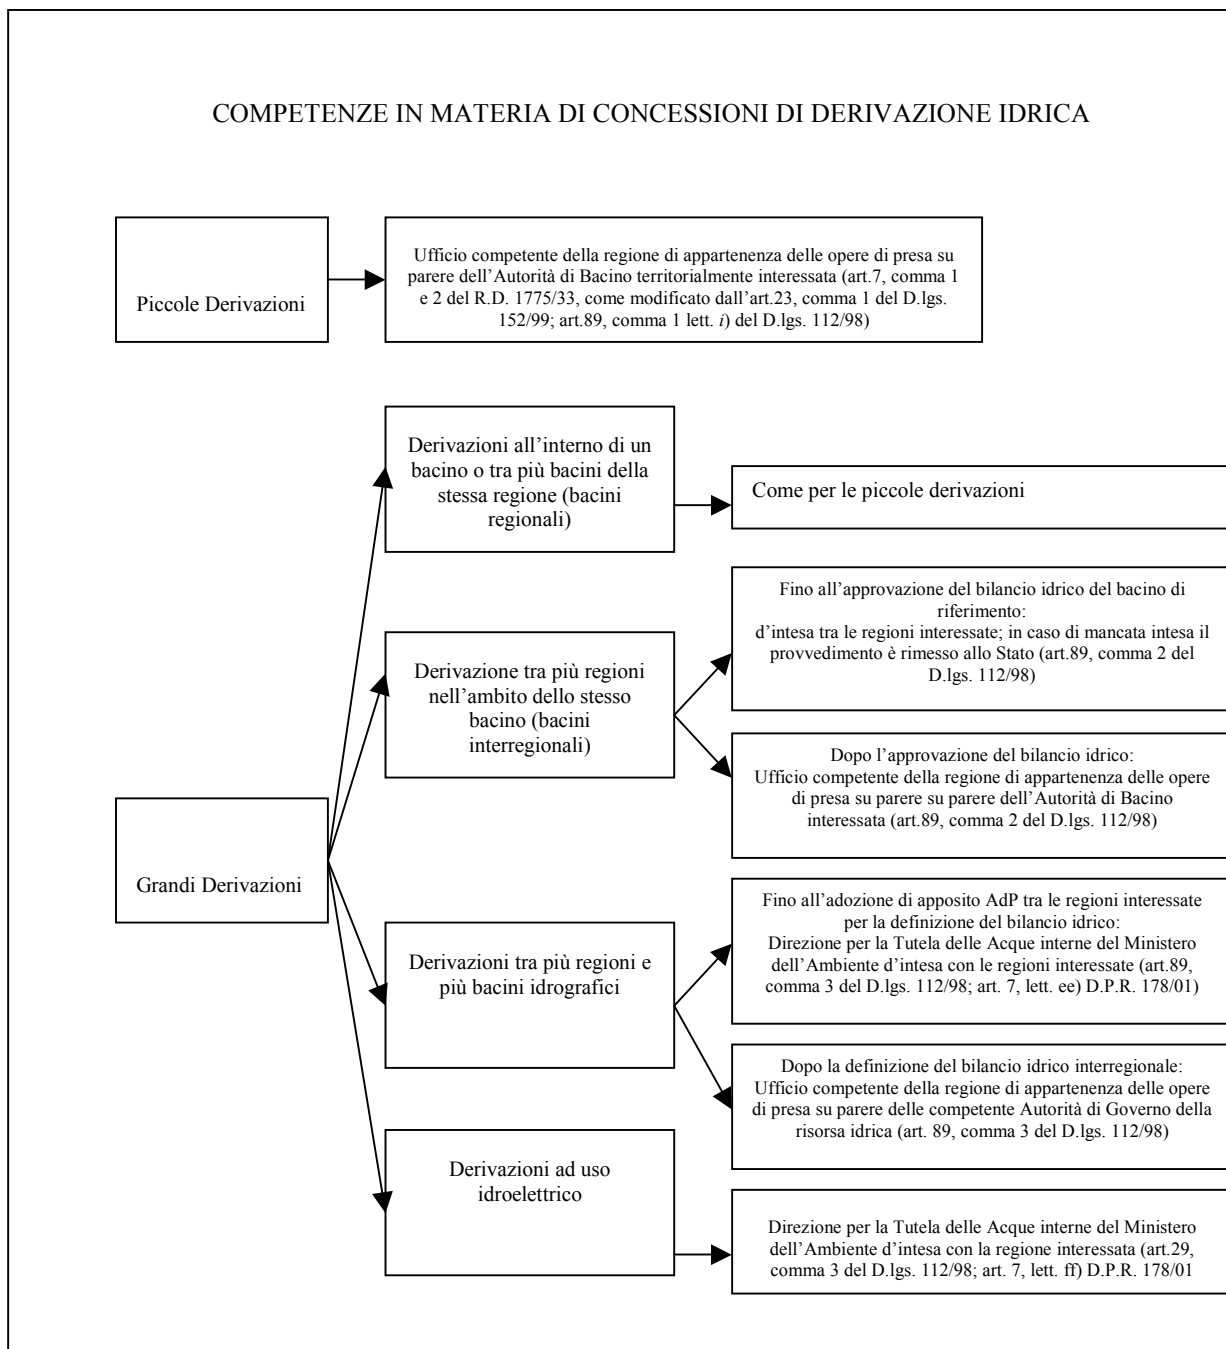 COMPETENZE IN MATERIA DI CONCESSIONI DI DERIVAZIONE IDRICA
Piccole Derivazioni
Ufficio competente della regione di appartenenza delle opere di presa su
parere dell’Autorità di Bacino territorialmente interessata (art.7, comma 1
e 2 del R.D. 1775/33, come modificato dall’art.23, comma 1 del D.lgs.
152/99; art.89, comma 1 lett. i) del D.lgs. 112/98)
Grandi Derivazioni
Derivazioni all’interno di un
bacino o tra più bacini della
stessa regione (bacini
regionali)
Come per le piccole derivazioni
Derivazione tra più regioni
nell’ambito dello stesso
bacino (bacini
interregionali)
Fino all’approvazione del bilancio idrico del bacino di
riferimento:
d’intesa tra le regioni interessate; in caso di mancata intesa il
provvedimento è rimesso allo Stato (art.89, comma 2 del
D.lgs. 112/98)
Dopo l’approvazione del bilancio idrico:
Ufficio competente della regione di appartenenza delle opere
di presa su parere su parere dell’Autorità di Bacino
interessata (art.89, comma 2 del D.lgs. 112/98)
Derivazioni tra più regioni e
più bacini idrografici
Fino all’adozione di apposito AdP tra le regioni interessate
per la definizione del bilancio idrico:
Direzione per la Tutela delle Acque interne del Ministero
dell’Ambiente d’intesa con le regioni interessate (art.89,
comma 3 del D.lgs. 112/98; art. 7, lett. ee) D.P.R. 178/01)
Dopo la definizione del bilancio idrico interregionale:
Ufficio competente della regione di appartenenza delle opere
di presa su parere delle competente Autorità di Governo della
risorsa idrica (art. 89, comma 3 del D.lgs. 112/98)
Derivazioni ad uso
idroelettrico
Direzione per la Tutela delle Acque interne del Ministero
dell’Ambiente d’intesa con la regione interessata (art.29,
comma 3 del D.lgs. 112/98; art. 7, lett. ff) D.P.R. 178/01